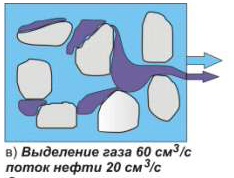 в) Выделение газа 60 см³/с
поток нефти 20 см³/с